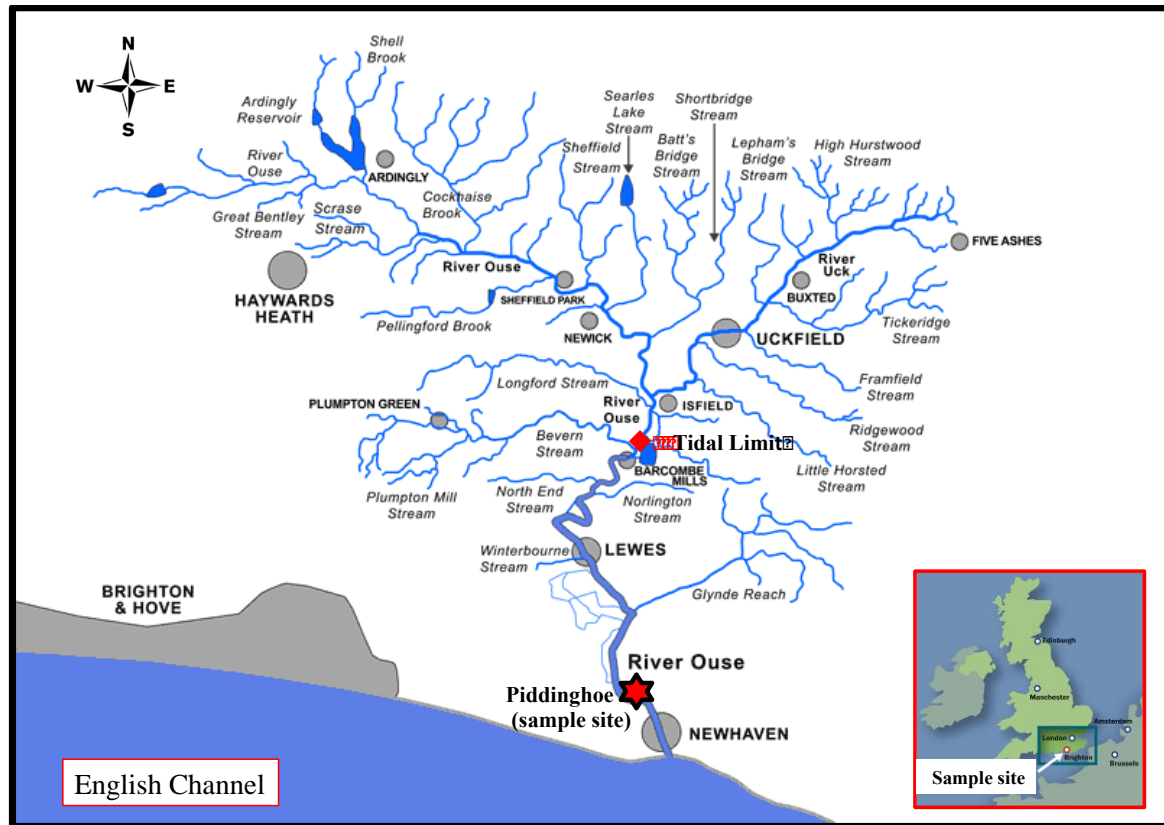 N
W E
S
Shell
Brook
Ardingly
Reservoir
River
Ouse
ARDINGLY
Great Bentley
Stream
Scrase
Stream
Cockhaise
Brook
Searles
Lake
Stream
Sheffield
Stream
Shortbridge
Stream
Batt's
Bridge
Stream
Lepham's
Bridge
Stream
High Hurstwood
Stream
FIVE ASHES
HAYWARDS
HEATH
River Ouse
SHEFFIELD PARK
Pellingford Brook
NEWICK
River
Uck
BUXTED
UCKFIELD
Tickeridge
Stream
Framfield
Stream
Longford Stream
PLUMPTON GREEN
River
Ouse
ISFIELD
Ridgewood
Stream
Bevern
Stream
Tidal Limit
BARCOMBE
MILLS
Little Horsted
Stream
Plumpton Mill
Stream
North End
Stream
Norlington
Stream
Winterbourne
Stream
LEWES
Glynde Reach
BRIGHTON
& HOVE
River Ouse
Piddinghoe
(sample site)
NEWHAVEN
English Channel
Edinburgh
Manchester
London
Amsterdam
Brighton
Brussels
Sample site